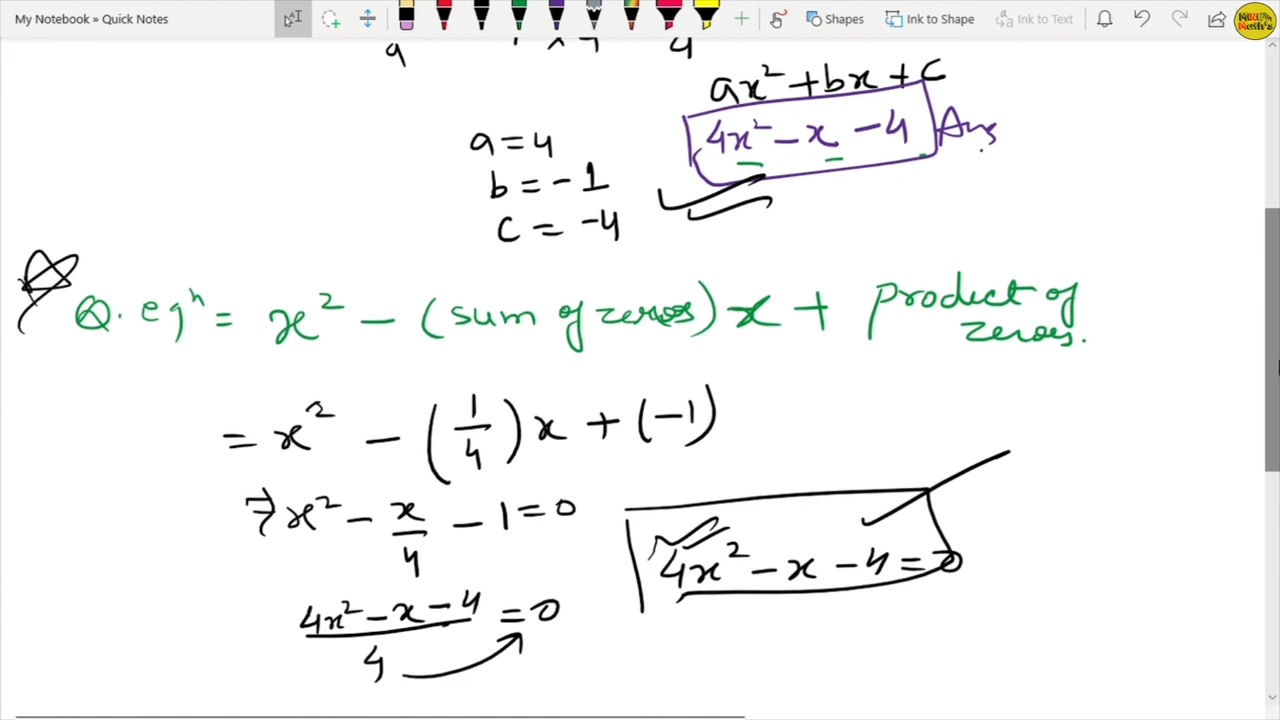 My Notebook » Quick Notes
Shapes
Ink to Shape
Ink to Text
ax² + bx + c
a = 4
4x² - x - 4 Ans
b = -1
c = -4
Q. eqⁿ = x² - (sum of zeroes) x + product of zeroes.
= x² - (1/4) x + (-1)
⇒ x² - x/4 - 1 = 0
4x² - x - 4 = 0
(4x² - x - 4)/4 = 0